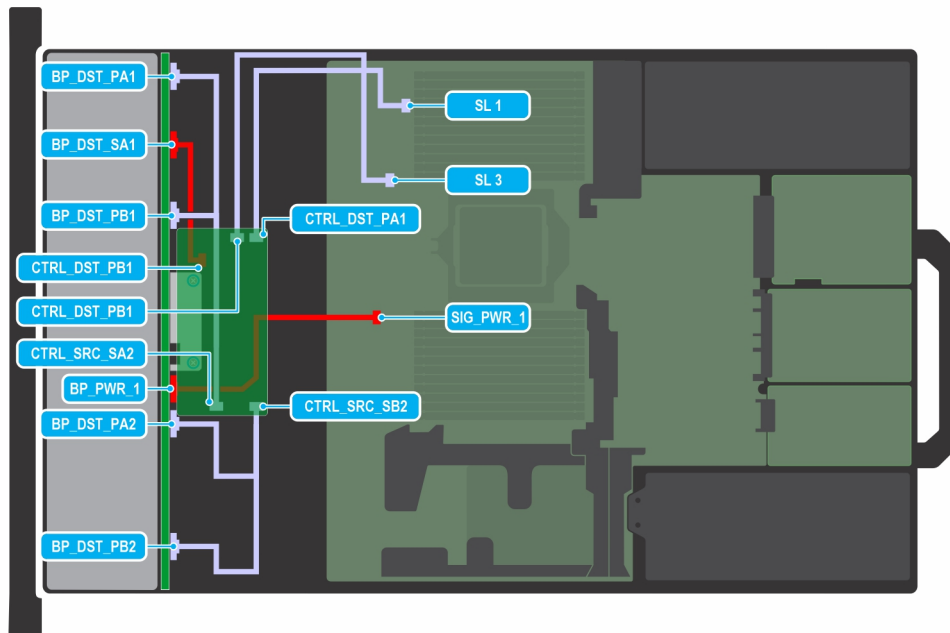 BP_DST_PA1
SL 1
BP_DST_SA1
SL 3
BP_DST_PB1
CTRL_DST_PA1
CTRL_DST_PB1
CTRL_DST_PB1
SIG_PWR_1
CTRL_SRC_SA2
BP_PWR_1
CTRL_SRC_SB2
BP_DST_PA2
BP_DST_PB2